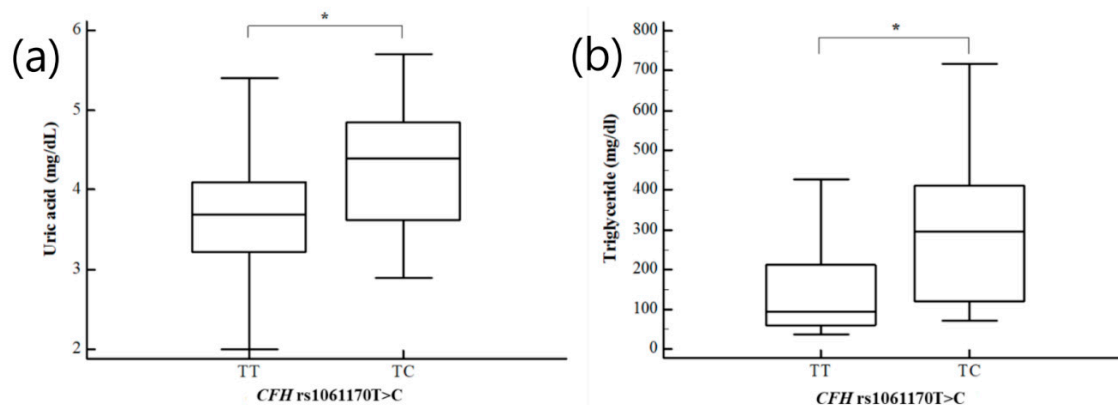 (a)
*
Uric acid (mg/dL)
6
5
4
3
2
TT
TC
CFH rs1061170T>C
(b)
*
Triglyceride (mg/dl)
800
700
600
500
400
300
200
100
0
TT
TC
CFH rs1061170T>C